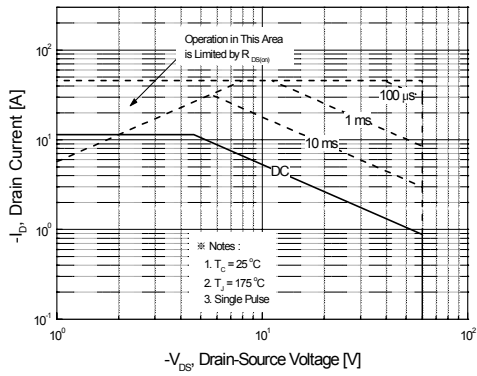 10²
10¹
10⁰
10⁻¹
-I_D, Drain Current [A]
Operation in This Area
is Limited by R_DS(on)
100 µs
1 ms
10 ms
DC
※ Notes :
1. T_C = 25 °C
2. T_J = 175 °C
3. Single Pulse
10⁰
10¹
10²
-V_DS, Drain-Source Voltage [V]